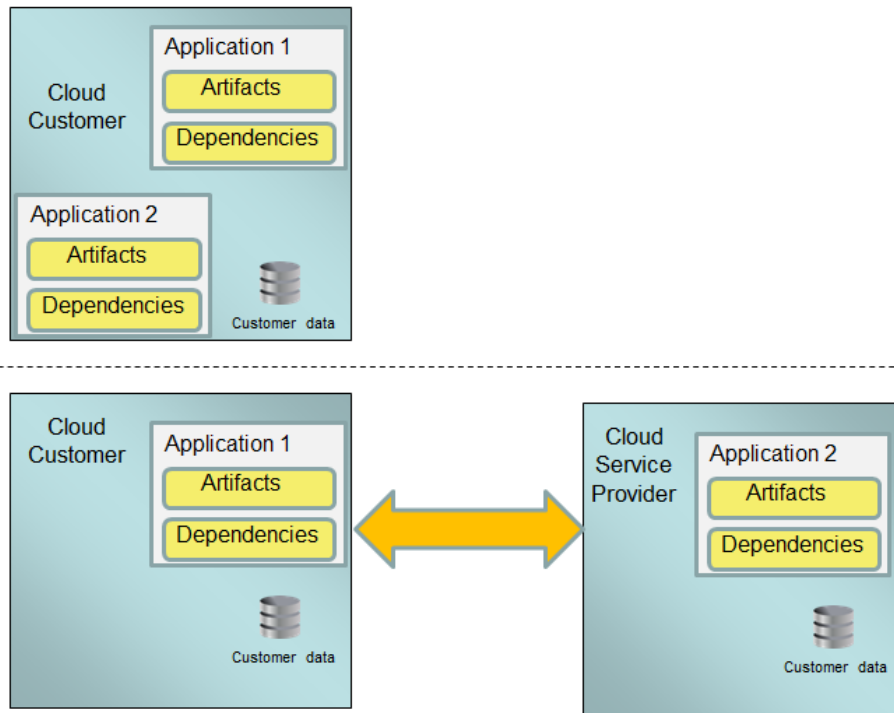 Application 1
Artifacts
Cloud
Customer
Dependencies
Application 2
Artifacts
Dependencies
Customer data
Cloud
Customer
Application 1
Artifacts
Dependencies
Customer data
Cloud
Service
Provider
Application 2
Artifacts
Dependencies
Customer data